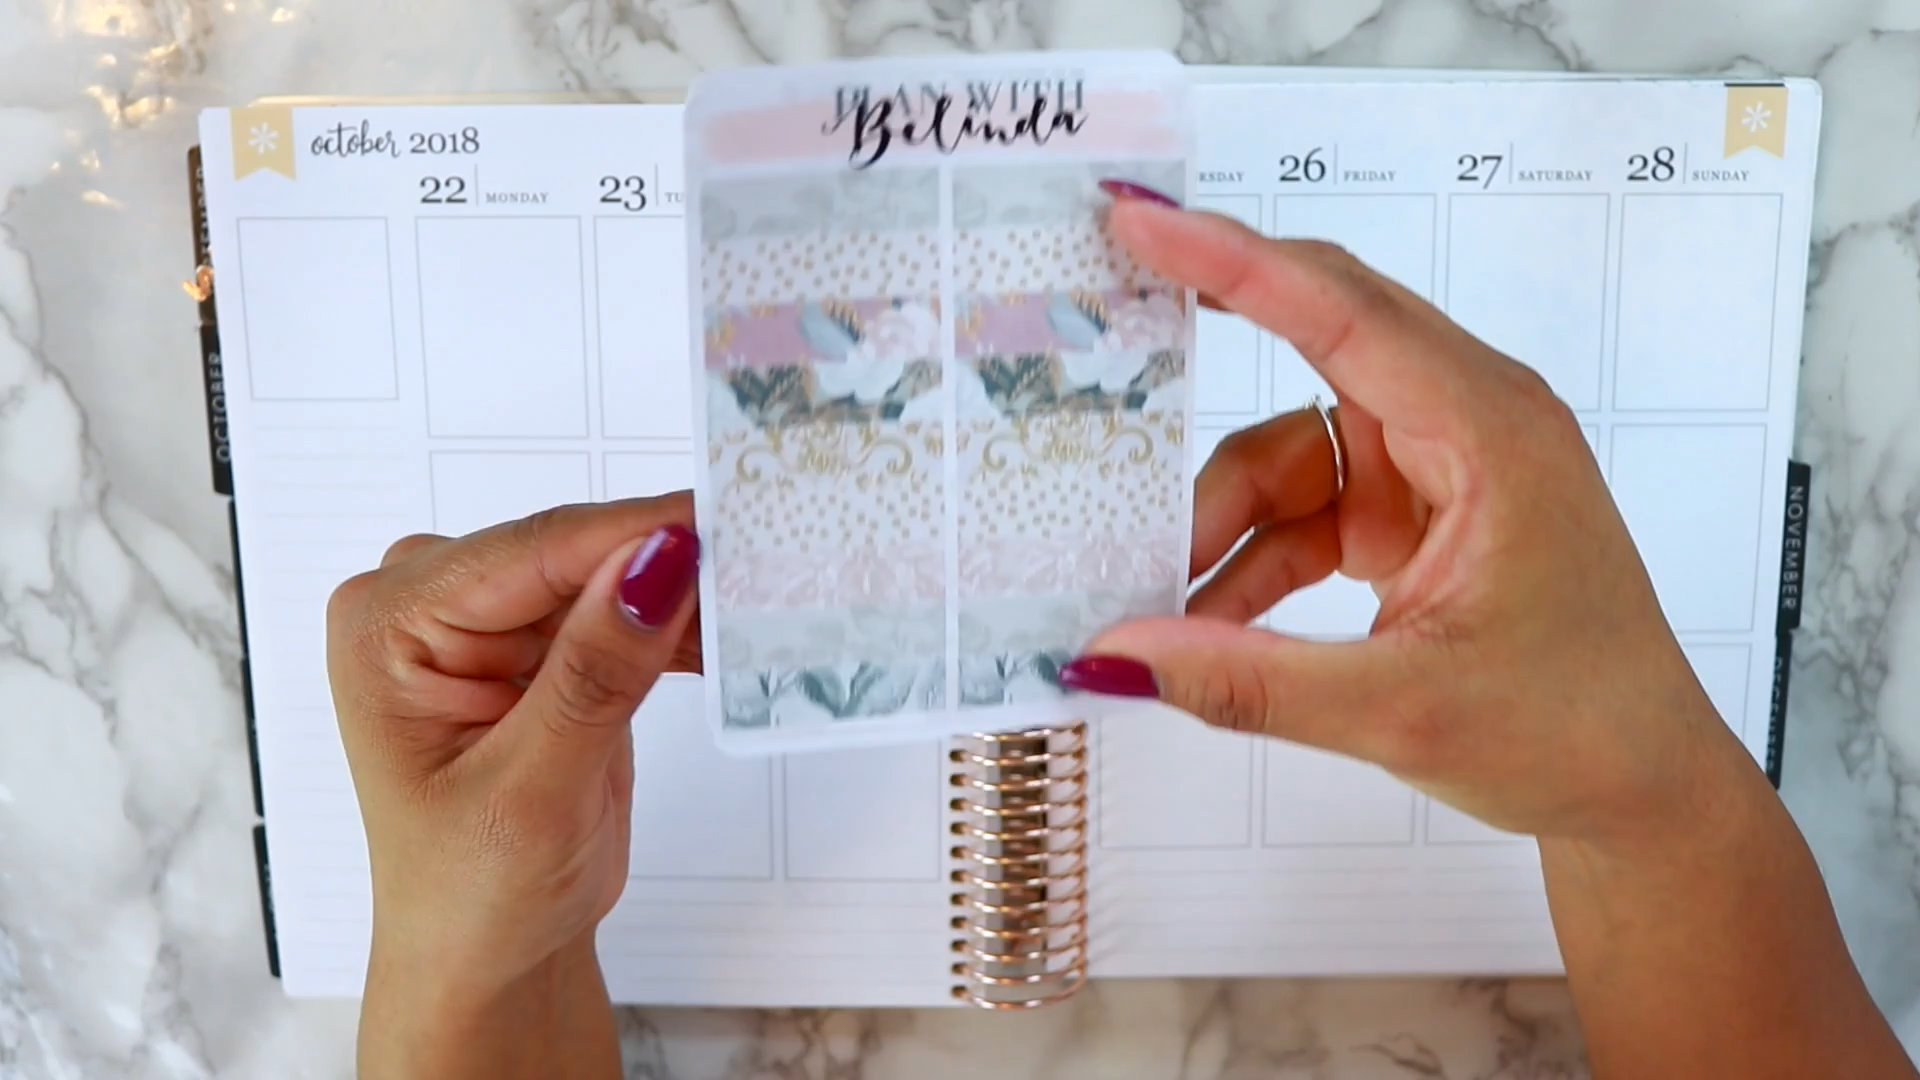 PLAN WITH
Belinda
october 2018
22 MONDAY
23
26 FRIDAY
27 SATURDAY
28 SUNDAY
OCTOBER
NOVEMBER